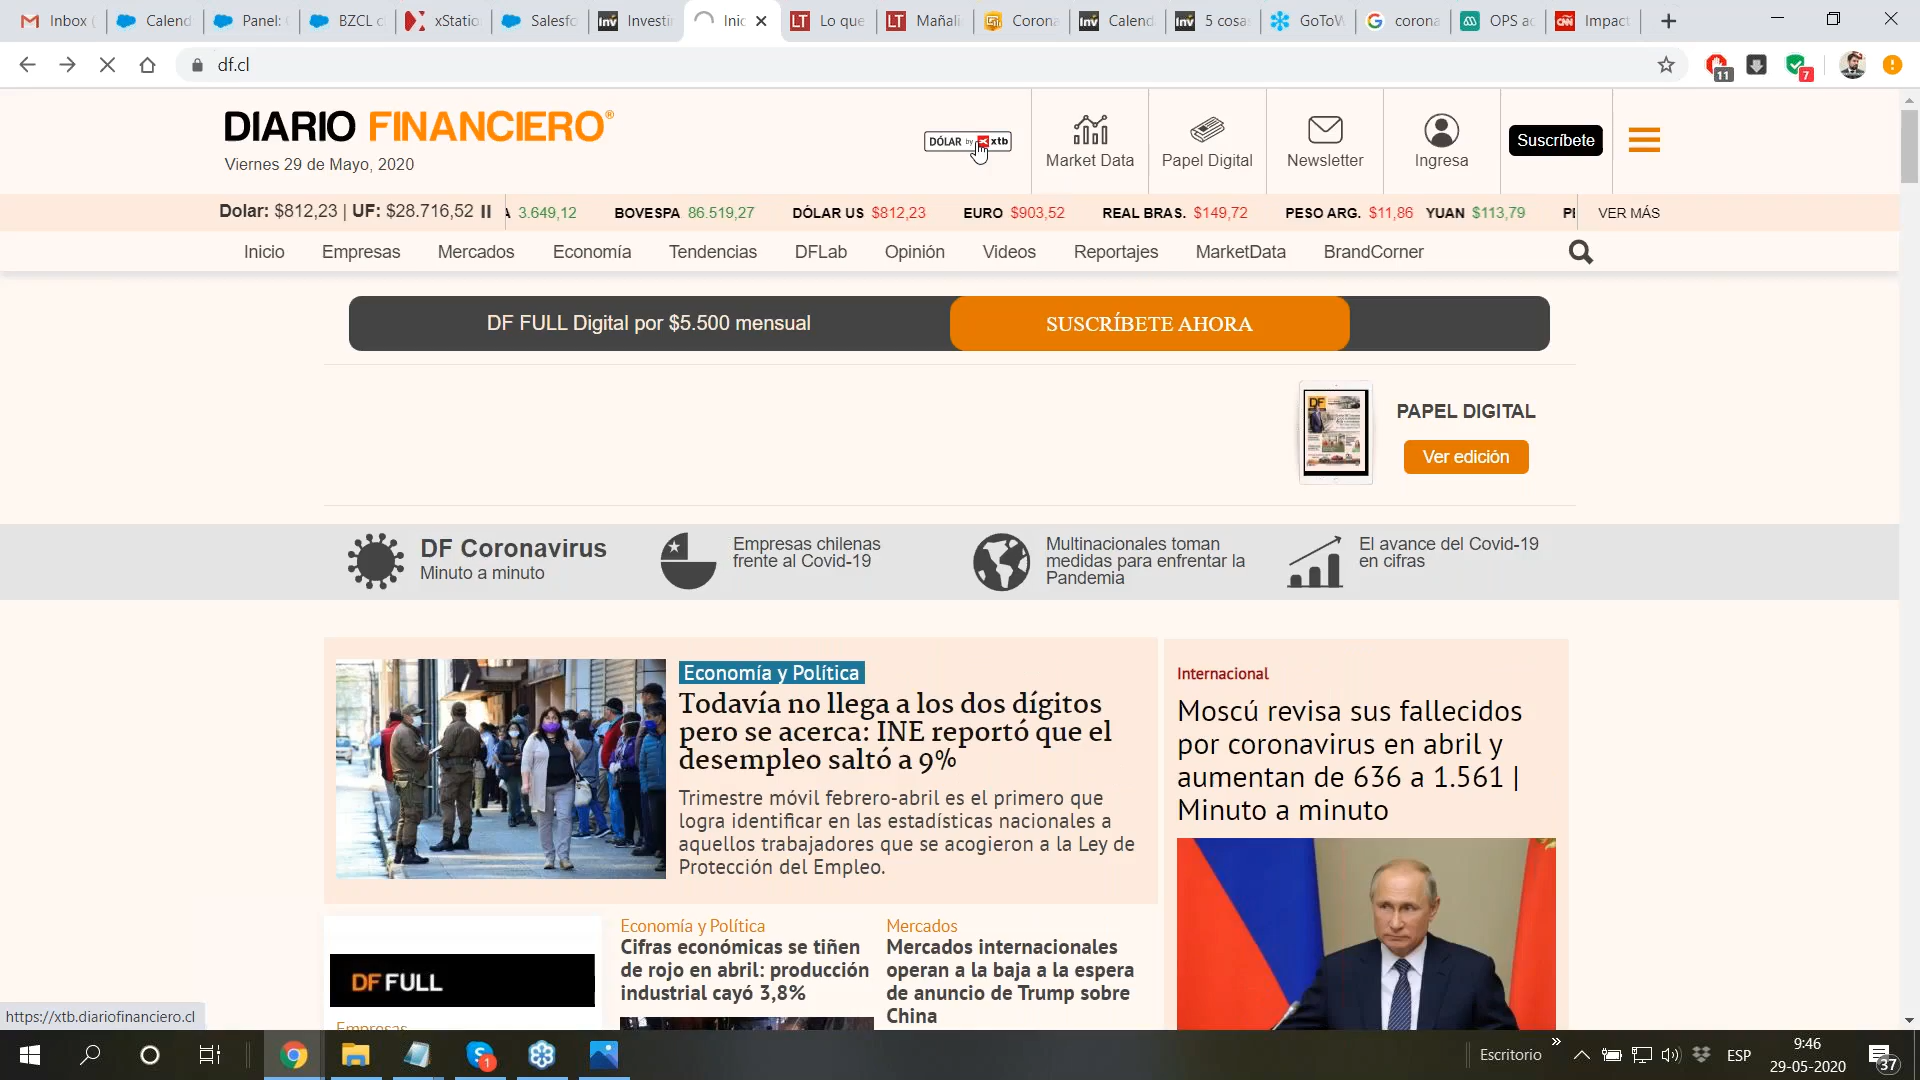 Inbox (
Calend
Panel:
BZCL c
xStatio
Salesfo
Investi
Inic
Lo que
Mañali
Corona
Calend
5 cosa
GoToW
corona
OPS ac
Impact
df.cl
11
7
DIARIO FINANCIERO®
Viernes 29 de Mayo, 2020
DÓLAR by xtb
Market Data
Papel Digital
Newsletter
Ingresa
Suscríbete
Dolar: $812,23 | UF: $28.716,52
A 3.649,12
BOVESPA 86.519,27
DÓLAR US $812,23
EURO $903,52
REAL BRAS. $149,72
PESO ARG. $11,86
YUAN $113,79
VER MÁS
Inicio
Empresas
Mercados
Economía
Tendencias
DFLab
Opinión
Videos
Reportajes
MarketData
BrandCorner
DF FULL Digital por $5.500 mensual
SUSCRÍBETE AHORA
PAPEL DIGITAL
Ver edición
DF Coronavirus
Minuto a minuto
Empresas chilenas
frente al Covid-19
Multinacionales toman
medidas para enfrentar la
Pandemia
El avance del Covid-19
en cifras
Economía y Política
Todavía no llega a los dos dígitos
pero se acerca: INE reportó que el
desempleo saltó a 9%
Trimestre móvil febrero-abril es el primero que
logra identificar en las estadísticas nacionales a
aquellos trabajadores que se acogieron a la Ley de
Protección del Empleo.
Internacional
Moscú revisa sus fallecidos
por coronavirus en abril y
aumentan de 636 a 1.561 |
Minuto a minuto
DF FULL
Empresas
Economía y Política
Cifras económicas se tiñen
de rojo en abril: producción
industrial cayó 3,8%
Mercados
Mercados internacionales
operan a la baja a la espera
de anuncio de Trump sobre
China
https://xtb.diariofinanciero.cl
1
Escritorio
ESP
9:46
29-05-2020
37